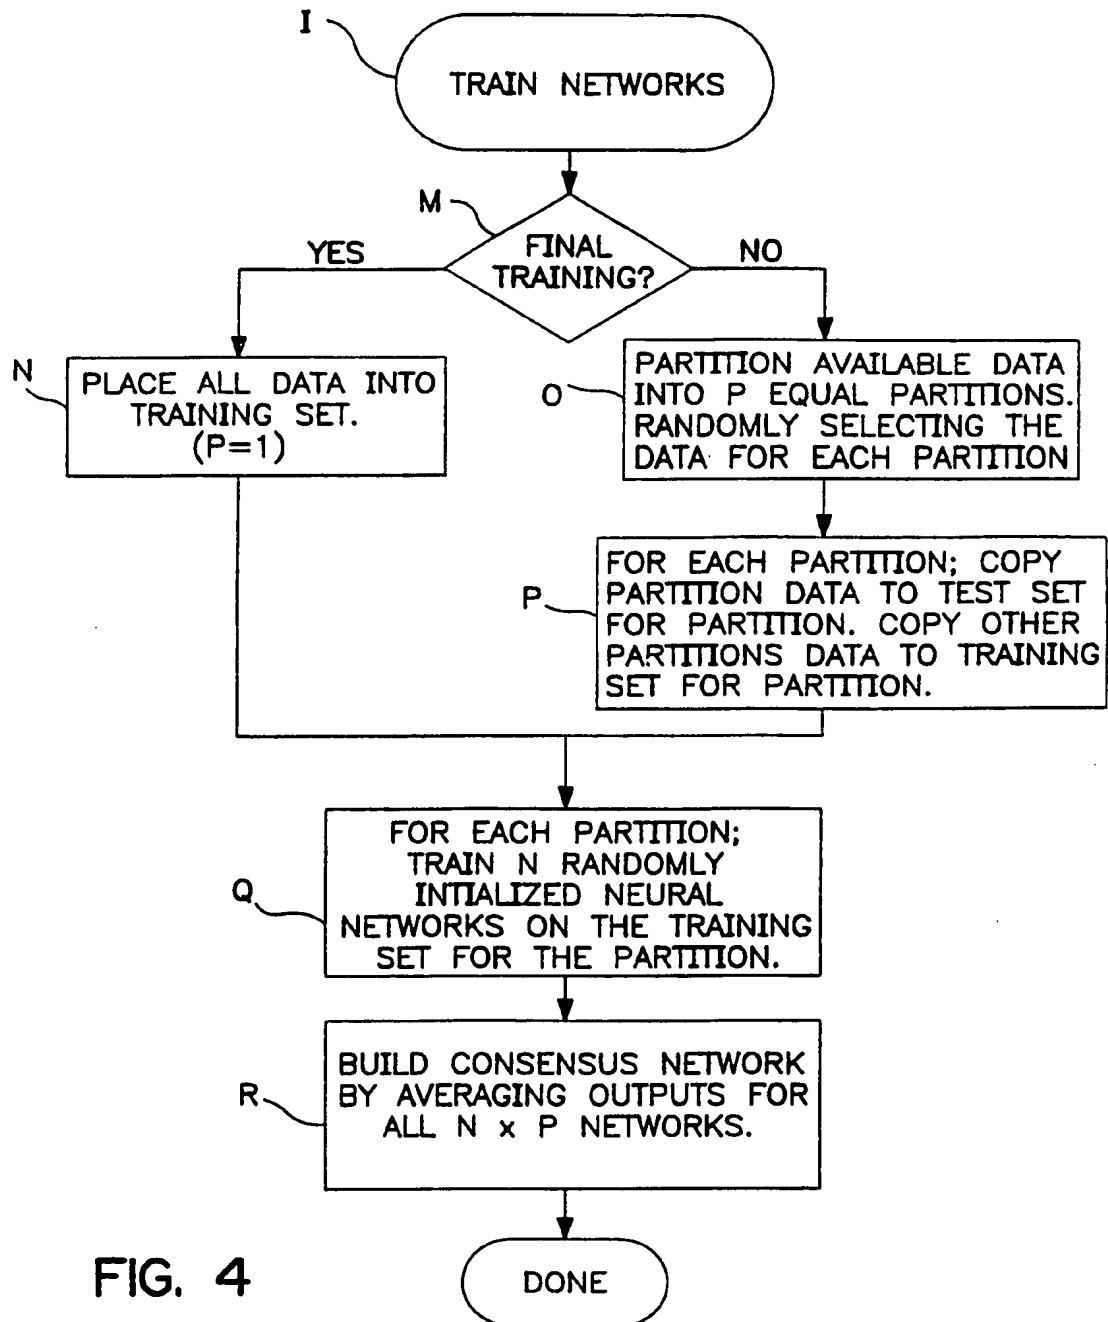 I
TRAIN NETWORKS
M
FINAL
TRAINING?
YES
NO
N
PLACE ALL DATA INTO
TRAINING SET.
(P=1)
O
PARTITION AVAILABLE DATA
INTO P EQUAL PARTITIONS.
RANDOMLY SELECTING THE
DATA FOR EACH PARTITION
P
FOR EACH PARTITION; COPY
PARTITION DATA TO TEST SET
FOR PARTITION. COPY OTHER
PARTITIONS DATA TO TRAINING
SET FOR PARTITION.
Q
FOR EACH PARTITION;
TRAIN N RANDOMLY
INTIALIZED NEURAL
NETWORKS ON THE TRAINING
SET FOR THE PARTITION.
R
BUILD CONSENSUS NETWORK
BY AVERAGING OUTPUTS FOR
ALL N x P NETWORKS.
DONE
FIG. 4